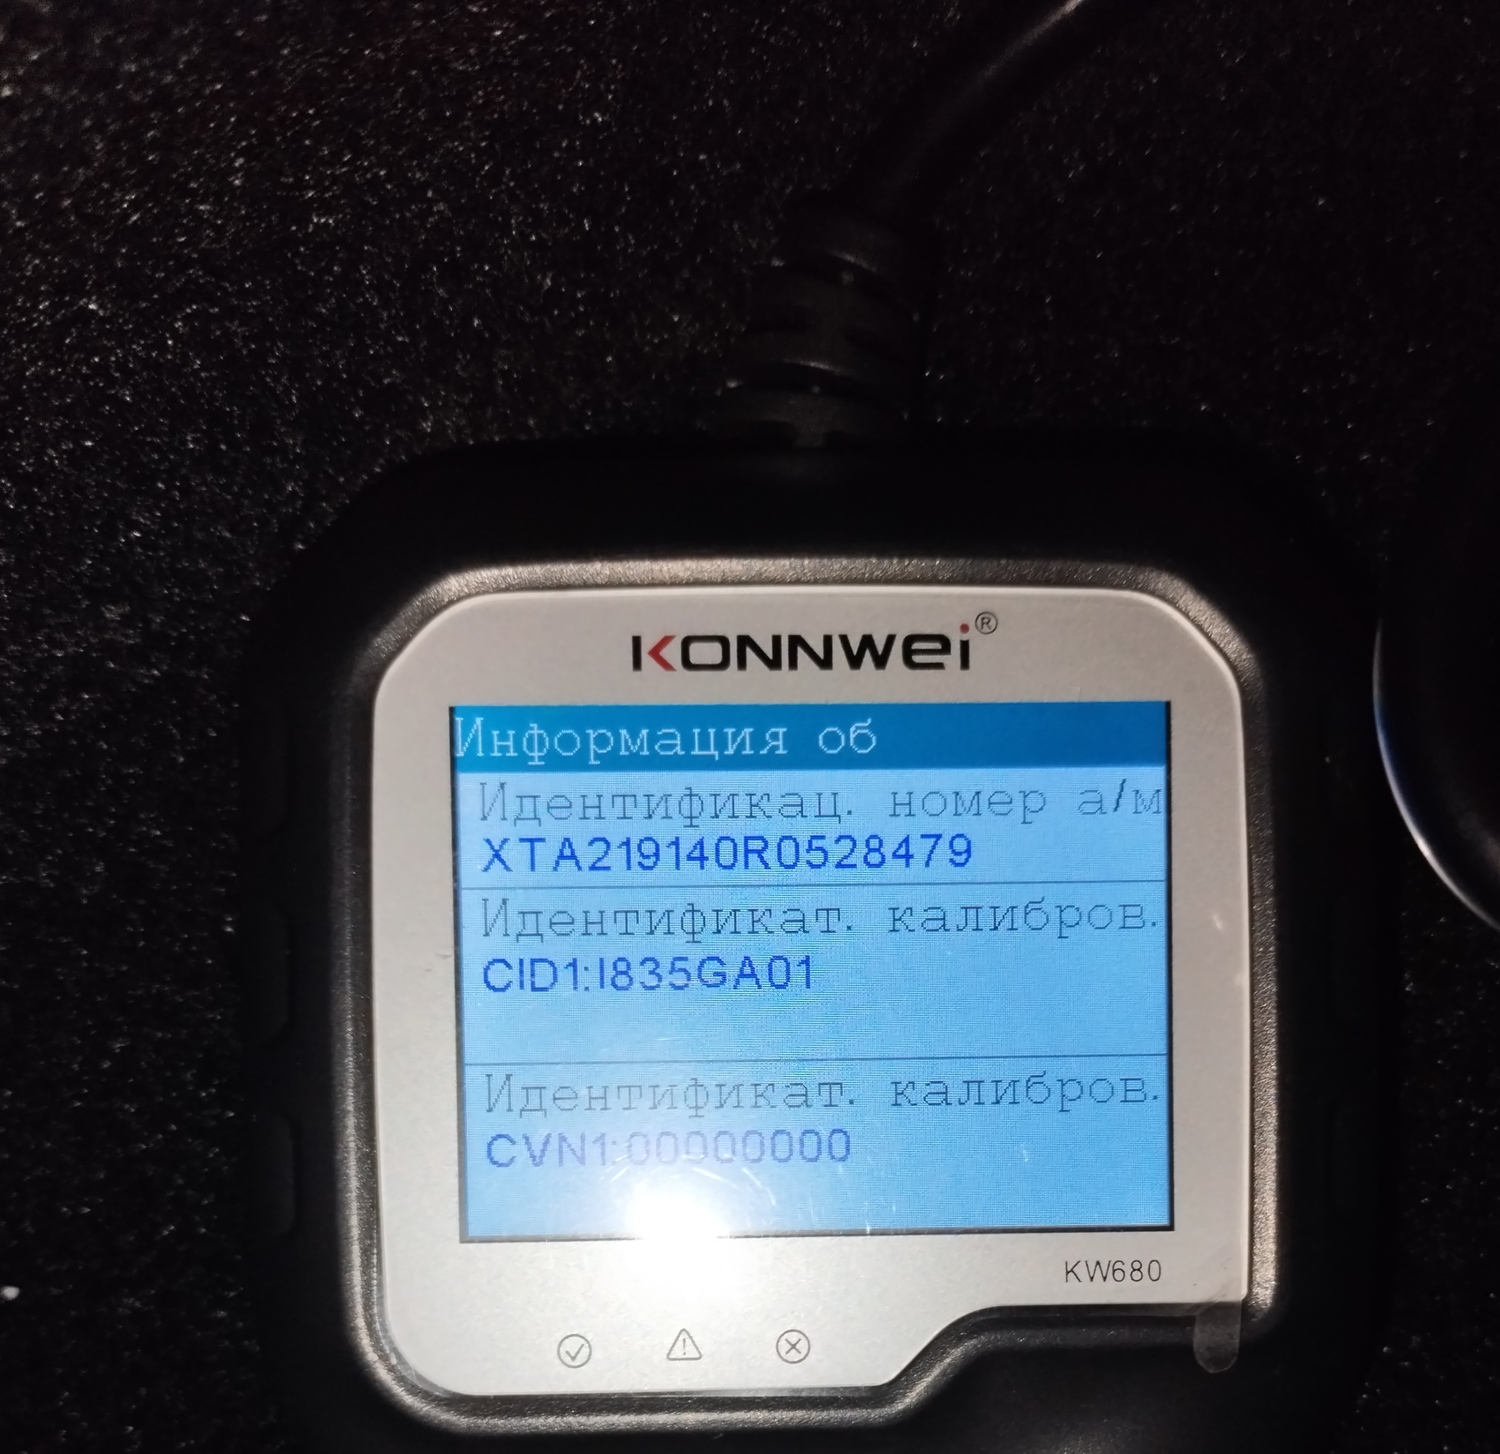 KONNWEI®
Информация об
Идентификац. номер а/м
XTA219140R0528479
Идентификат. калибров.
CID1:I835GA01
Идентификат. калибров.
CVN1:00000000
KW680